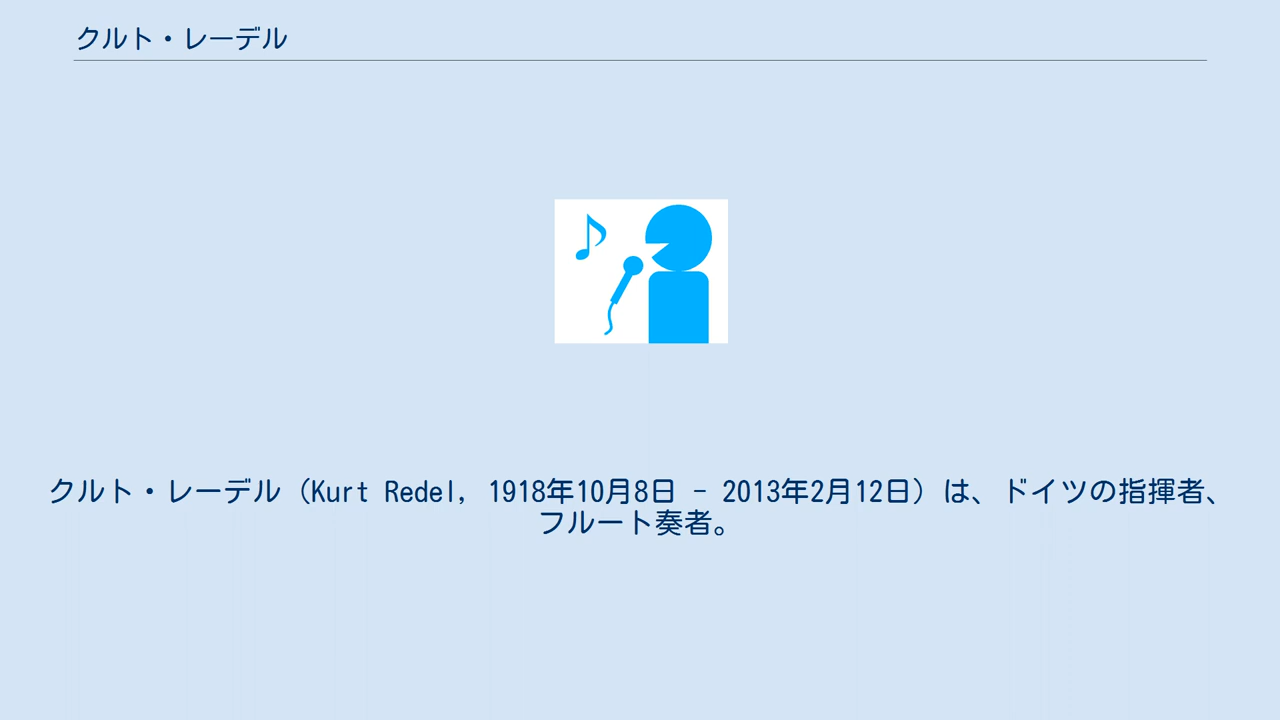 クルト・レーデル
クルト・レーデル（Kurt Redel, 1918年10月8日 - 2013年2月12日）は、ドイツの指揮者、
フルート奏者。